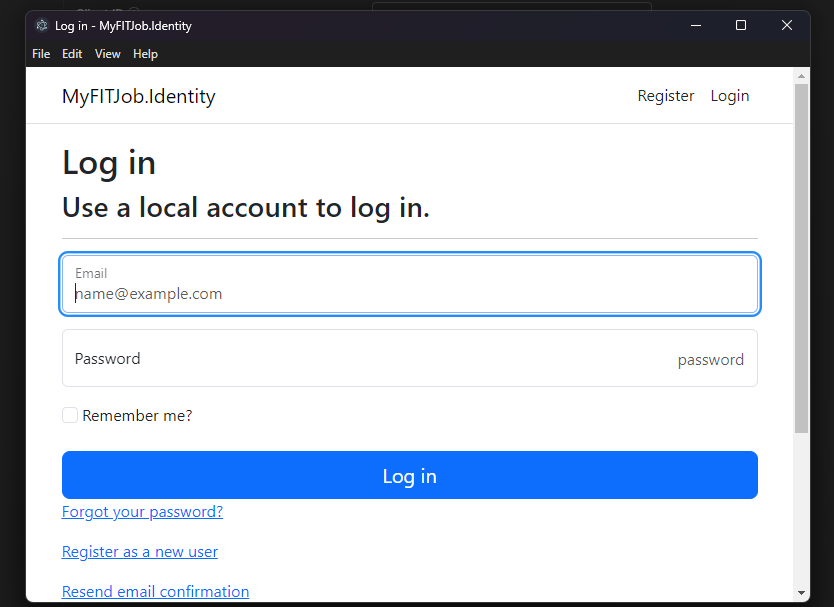 Log in - MyFITJob.Identity
File Edit View Help
MyFITJob.Identity Register Login
Log in
Use a local account to log in.
Email
name@example.com
Password password
Remember me?
Log in
Forgot your password?
Register as a new user
Resend email confirmation